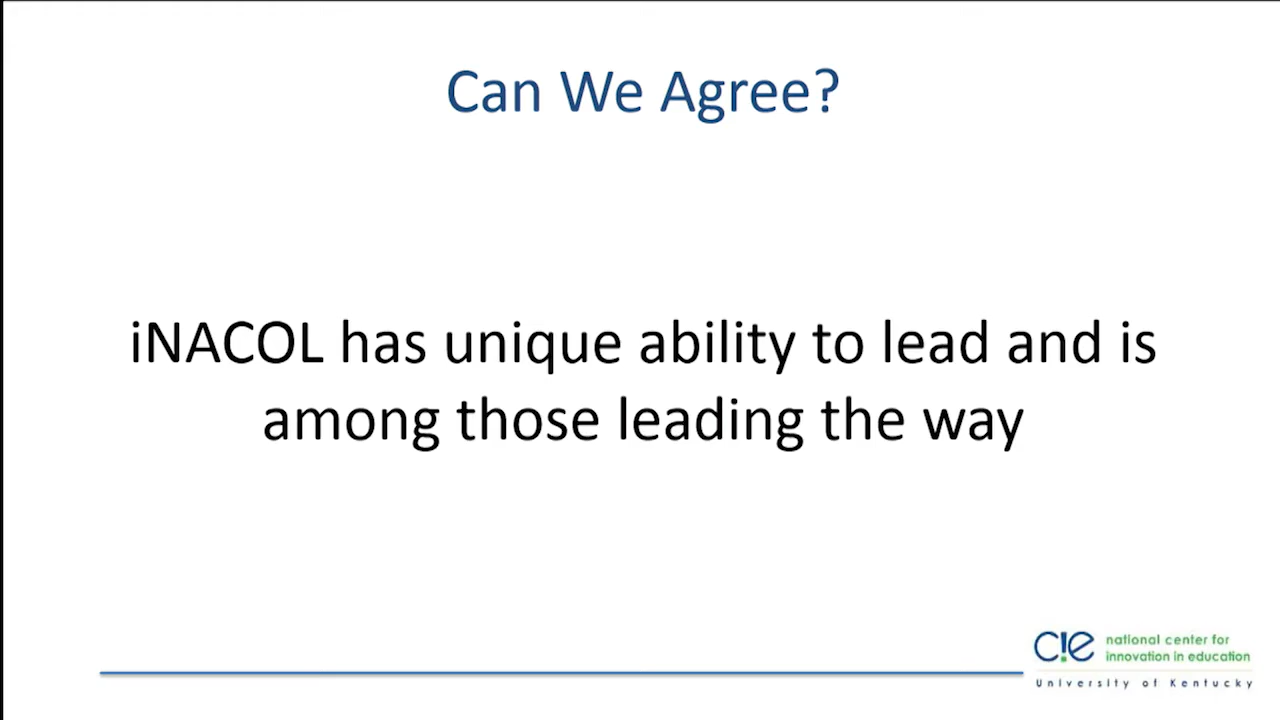 Can We Agree?
iNACOL has unique ability to lead and is
among those leading the way
c!e
national center for
innovation in education
University of Kentucky